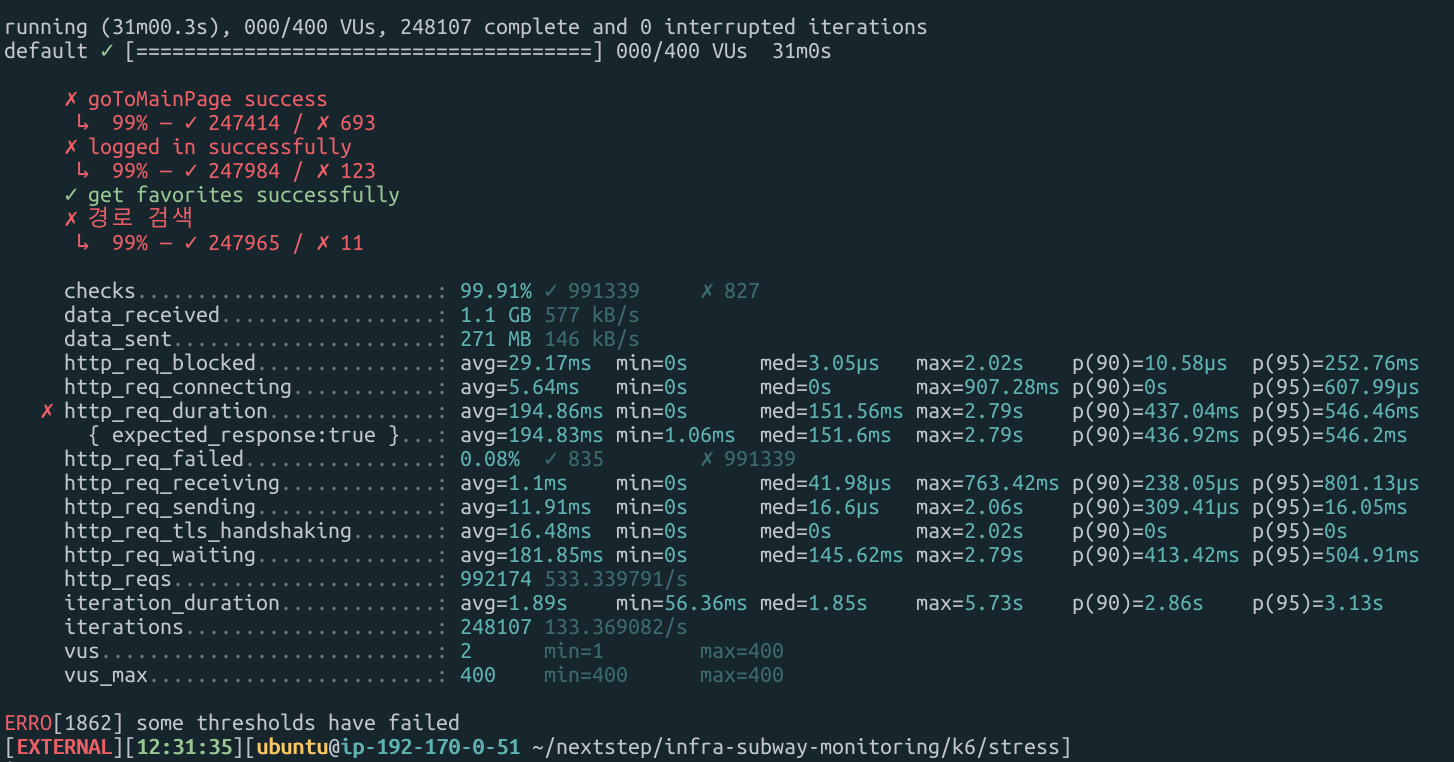 running (31m00.3s), 000/400 VUs, 248107 complete and 0 interrupted iterations
default ✓ [======================================] 000/400 VUs  31m0s
✗ goToMainPage success
↳  99% — ✓ 247414 / ✗ 693
✗ logged in successfully
↳  99% — ✓ 247984 / ✗ 123
✓ get favorites successfully
✗ 경로 검색
↳  99% — ✓ 247965 / ✗ 11
checks.........................: 99.91% ✓ 991339     ✗ 827
data_received..................: 1.1 GB 577 kB/s
data_sent......................: 271 MB 146 kB/s
http_req_blocked...............: avg=29.17ms  min=0s      med=3.05µs   max=2.02s    p(90)=10.58µs  p(95)=252.76ms
http_req_connecting............: avg=5.64ms   min=0s      med=0s       max=907.28ms p(90)=0s       p(95)=607.99µs
✗ http_req_duration..............: avg=194.86ms min=0s      med=151.56ms max=2.79s    p(90)=437.04ms p(95)=546.46ms
{ expected_response:true }...: avg=194.83ms min=1.06ms  med=151.6ms  max=2.79s    p(90)=436.92ms p(95)=546.2ms
http_req_failed................: 0.08%  ✓ 835        ✗ 991339
http_req_receiving.............: avg=1.1ms    min=0s      med=41.98µs  max=763.42ms p(90)=238.05µs p(95)=801.13µs
http_req_sending...............: avg=11.91ms  min=0s      med=16.6µs   max=2.06s    p(90)=309.41µs p(95)=16.05ms
http_req_tls_handshaking.......: avg=16.48ms  min=0s      med=0s       max=2.02s    p(90)=0s       p(95)=0s
http_req_waiting...............: avg=181.85ms min=0s      med=145.62ms max=2.79s    p(90)=413.42ms p(95)=504.91ms
http_reqs......................: 992174 533.339791/s
iteration_duration.............: avg=1.89s    min=56.36ms med=1.85s    max=5.73s    p(90)=2.86s    p(95)=3.13s
iterations.....................: 248107 133.369082/s
vus............................: 2      min=1        max=400
vus_max........................: 400    min=400      max=400
ERRO[1862] some thresholds have failed
[EXTERNAL][12:31:35][ubuntu@ip-192-170-0-51 ~/nextstep/infra-subway-monitoring/k6/stress]